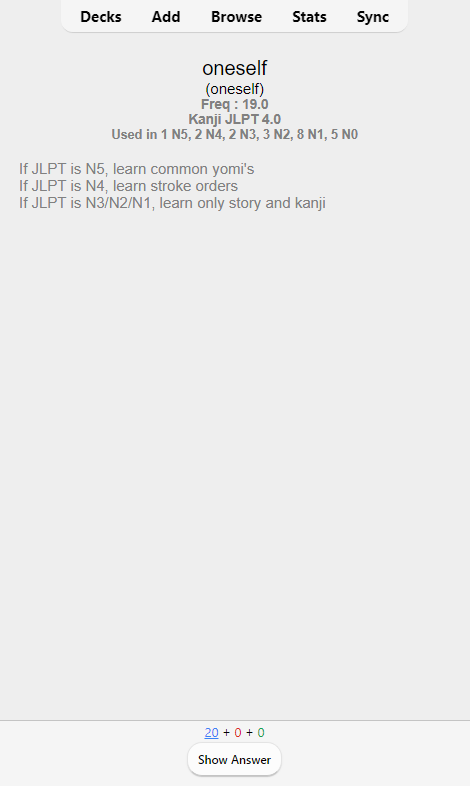 Decks Add Browse Stats Sync
oneself
(oneself)
Freq : 19.0
Kanji JLPT 4.0
Used in 1 N5, 2 N4, 2 N3, 3 N2, 8 N1, 5 N0
If JLPT is N5, learn common yomi's
If JLPT is N4, learn stroke orders
If JLPT is N3/N2/N1, learn only story and kanji
20 + 0 + 0
Show Answer